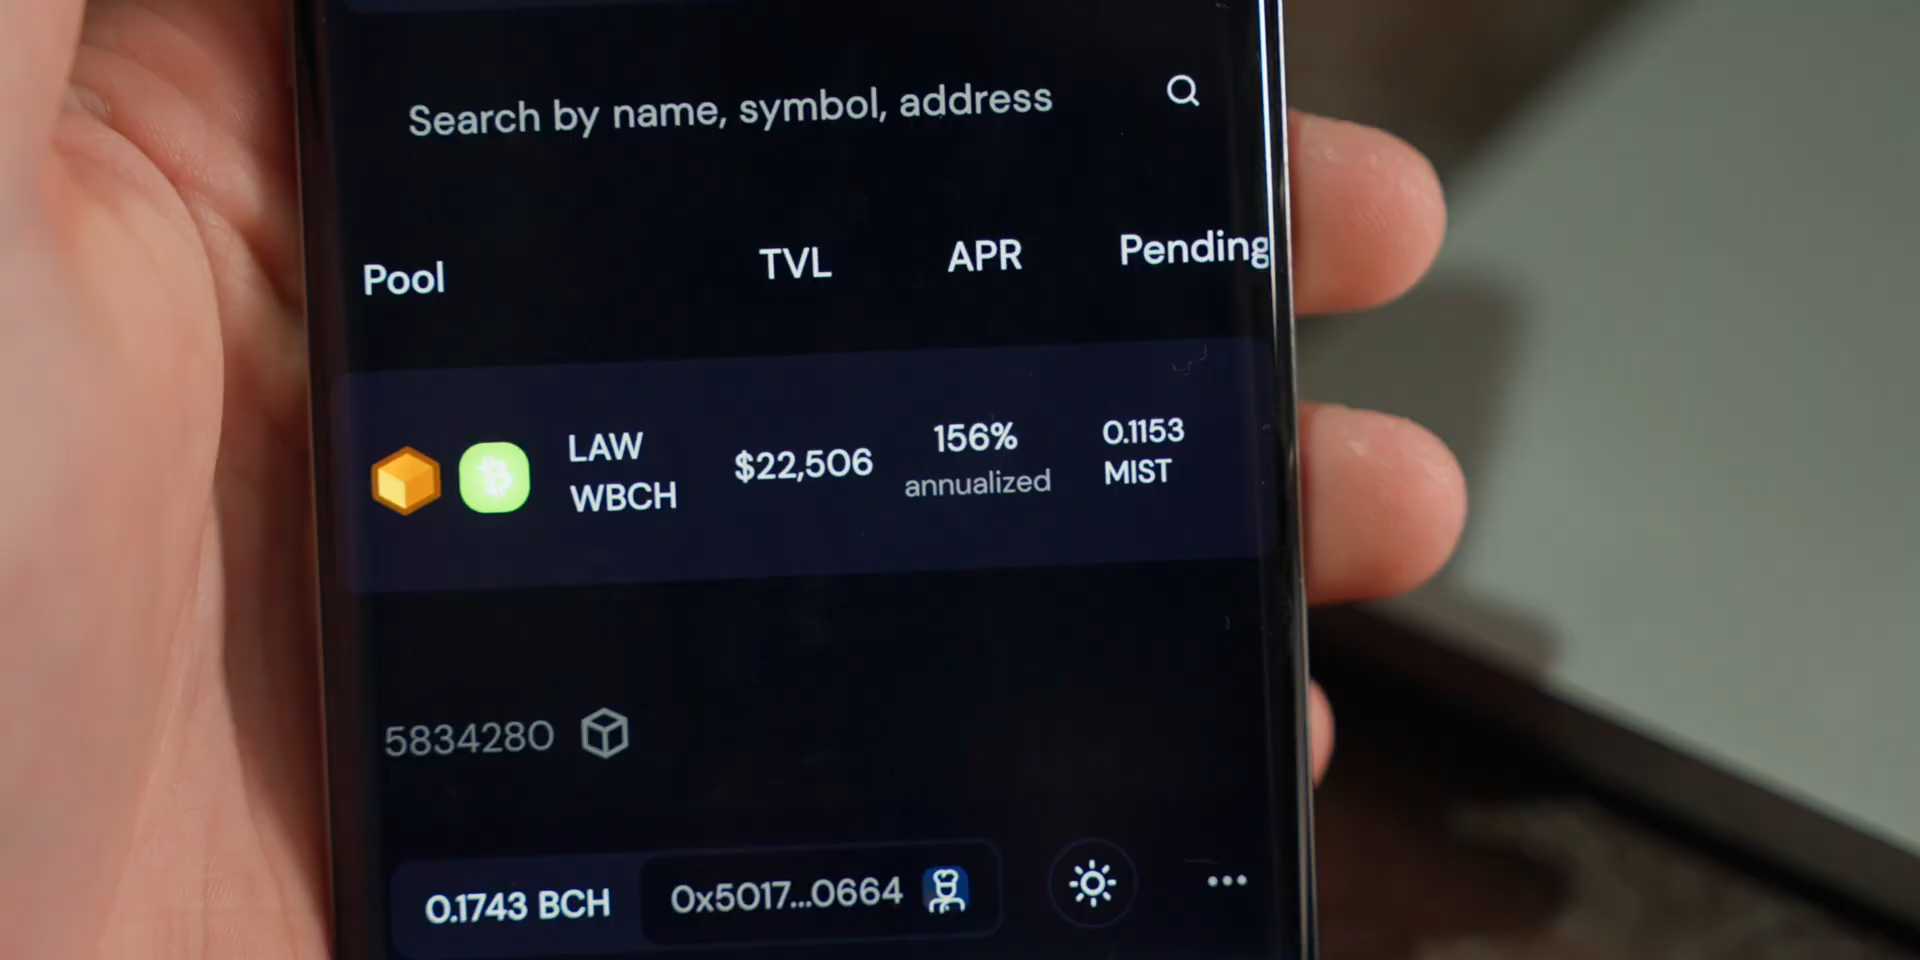 Search by name, symbol, address
Pool TVL APR Pending
LAW
WBCH
$22,506
156%
annualized
0.1153
MIST
5834280
0.1743 BCH
0x5017...0664